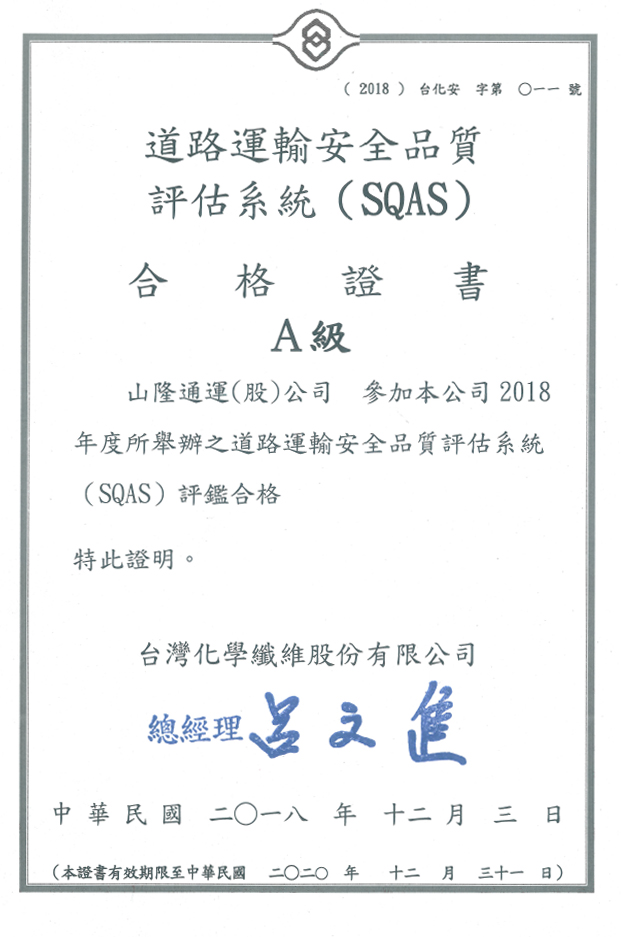 （ 2018 ） 台化安 字第 〇一一 號
道路運輸安全品質
評估系統（SQAS）
合格證書
A級
山隆通運(股)公司 參加本公司2018
年度所舉辦之道路運輸安全品質評估系統
（SQAS）評鑑合格
特此證明。
台灣化學纖維股份有限公司
總經理 呂文進
中華民國 二〇一八 年 十二 月 三 日
（本證書有效期限至中華民國 二〇二〇 年 十二 月 三十一 日）